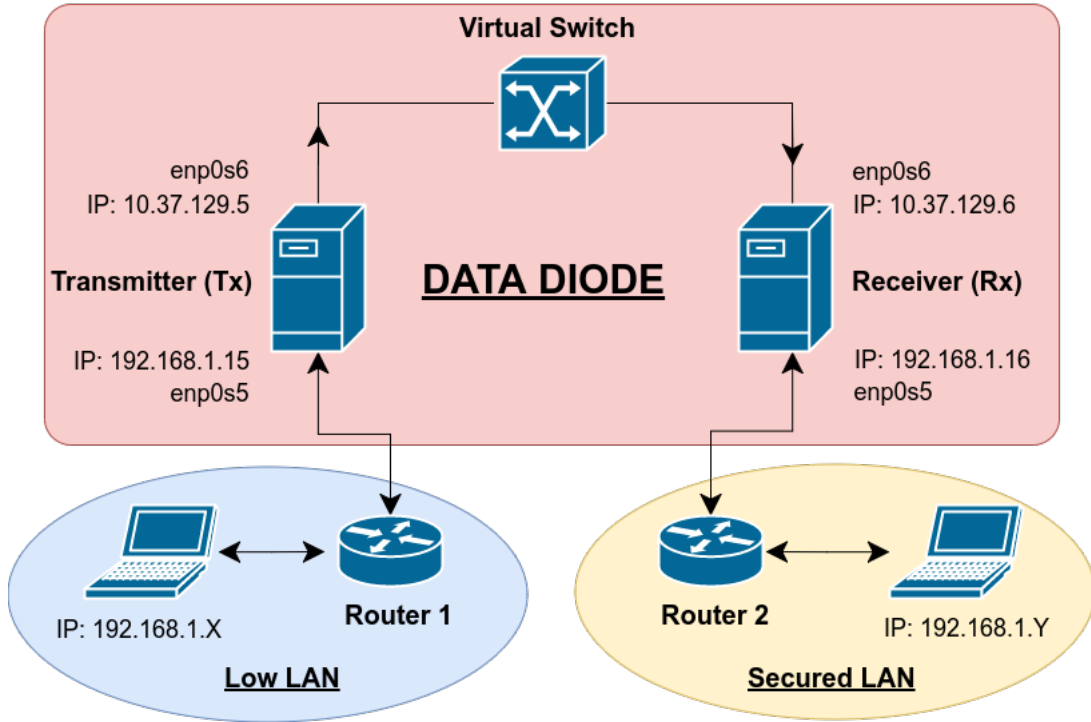 Virtual Switch
enp0s6
IP: 10.37.129.5
enp0s6
IP: 10.37.129.6
Transmitter (Tx)
DATA DIODE
Receiver (Rx)
IP: 192.168.1.15
enp0s5
IP: 192.168.1.16
enp0s5
Router 1
IP: 192.168.1.X
Low LAN
Router 2
IP: 192.168.1.Y
Secured LAN